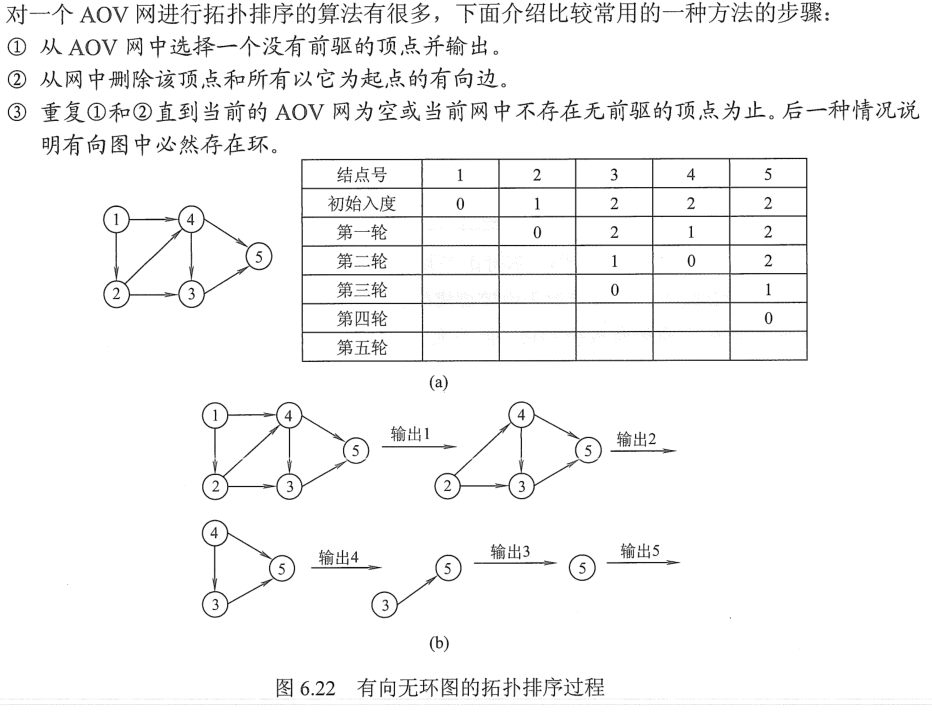 对一个 AOV 网进行拓扑排序的算法有很多，下面介绍比较常用的一种方法的步骤：
① 从 AOV 网中选择一个没有前驱的顶点并输出。
② 从网中删除该顶点和所有以它为起点的有向边。
③ 重复①和②直到当前的 AOV 网为空或当前网中不存在无前驱的顶点为止。后一种情况说
明有向图中必然存在环。
1 4 5 2 3
结点号 1 2 3 4 5
初始入度 0 1 2 2 2
第一轮 0 2 1 2
第二轮 1 0 2
第三轮 0 1
第四轮 0
第五轮
(a)
1 4 5 2 3 输出1 4 5 2 3 输出2
4 5 3 输出4 5 3 输出3 5 输出5
(b)
图 6.22 有向无环图的拓扑排序过程